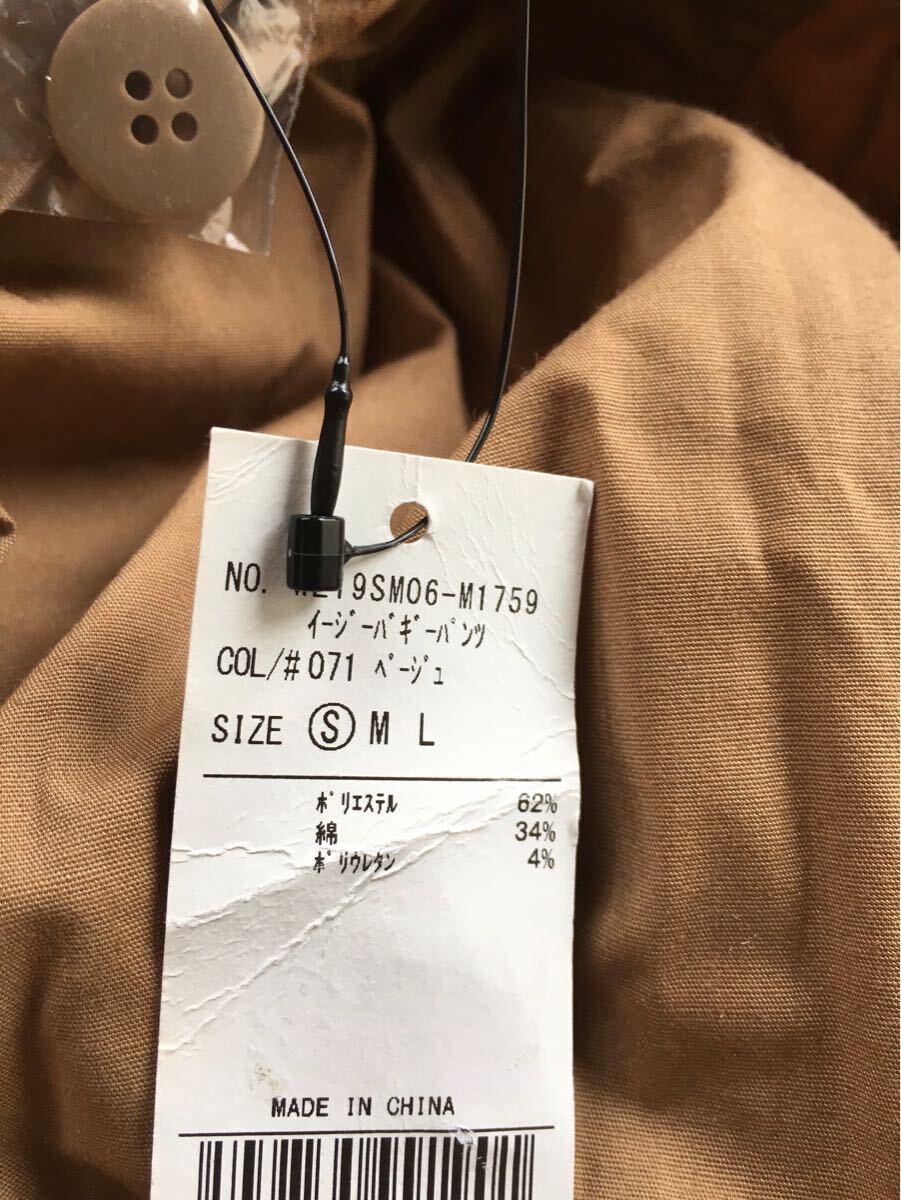 NO. WE19SM06-M1759
ｲｰｼﾞｰﾊﾞｷﾞｰﾊﾟﾝﾂ
COL/#071 ﾍﾞｰｼﾞｭ
SIZE Ⓢ M L
ﾎﾟﾘｴｽﾃﾙ 62%
綿 34%
ﾎﾟﾘｳﾚﾀﾝ 4%
MADE IN CHINA